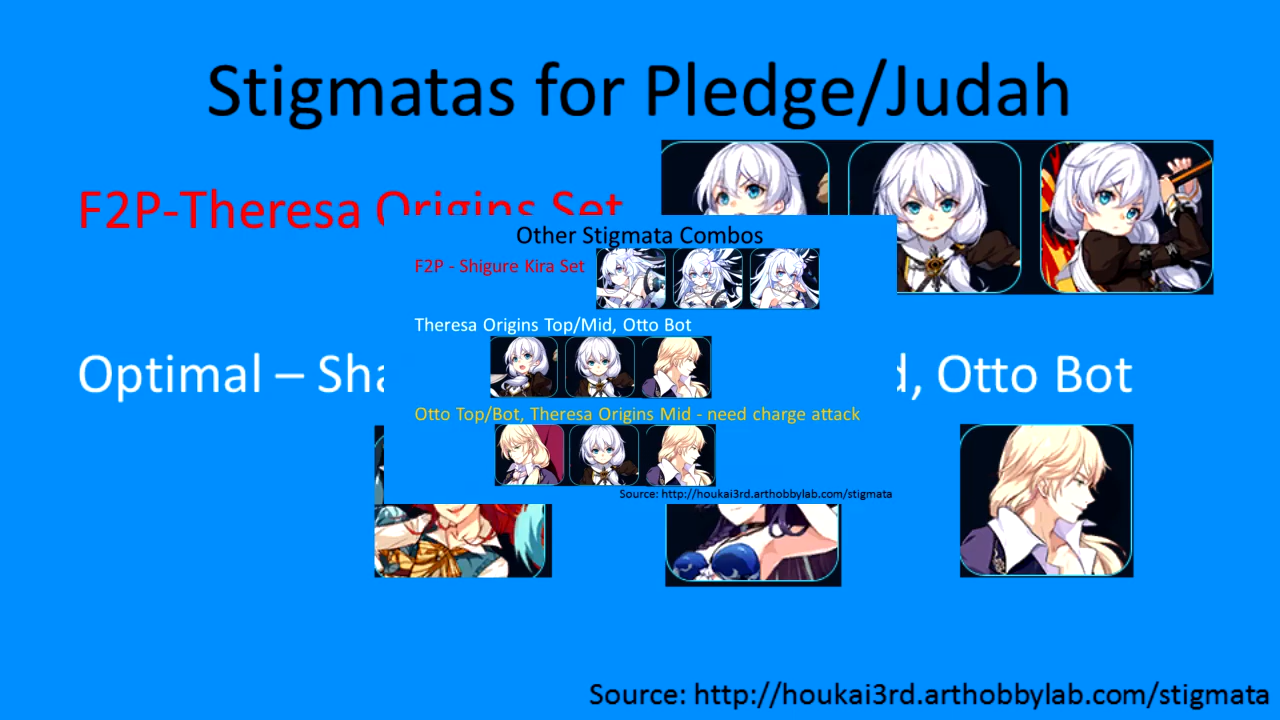 Stigmatas for Pledge/Judah
F2P-Theresa Origins Set
Other Stigmata Combos
F2P - Shigure Kira Set
Theresa Origins Top/Mid, Otto Bot
Optimal – , Otto Bot
Otto Top/Bot, Theresa Origins Mid - need charge attack
Source: http://houkai3rd.arthobbylab.com/stigmata
Source: http://houkai3rd.arthobbylab.com/stigmata